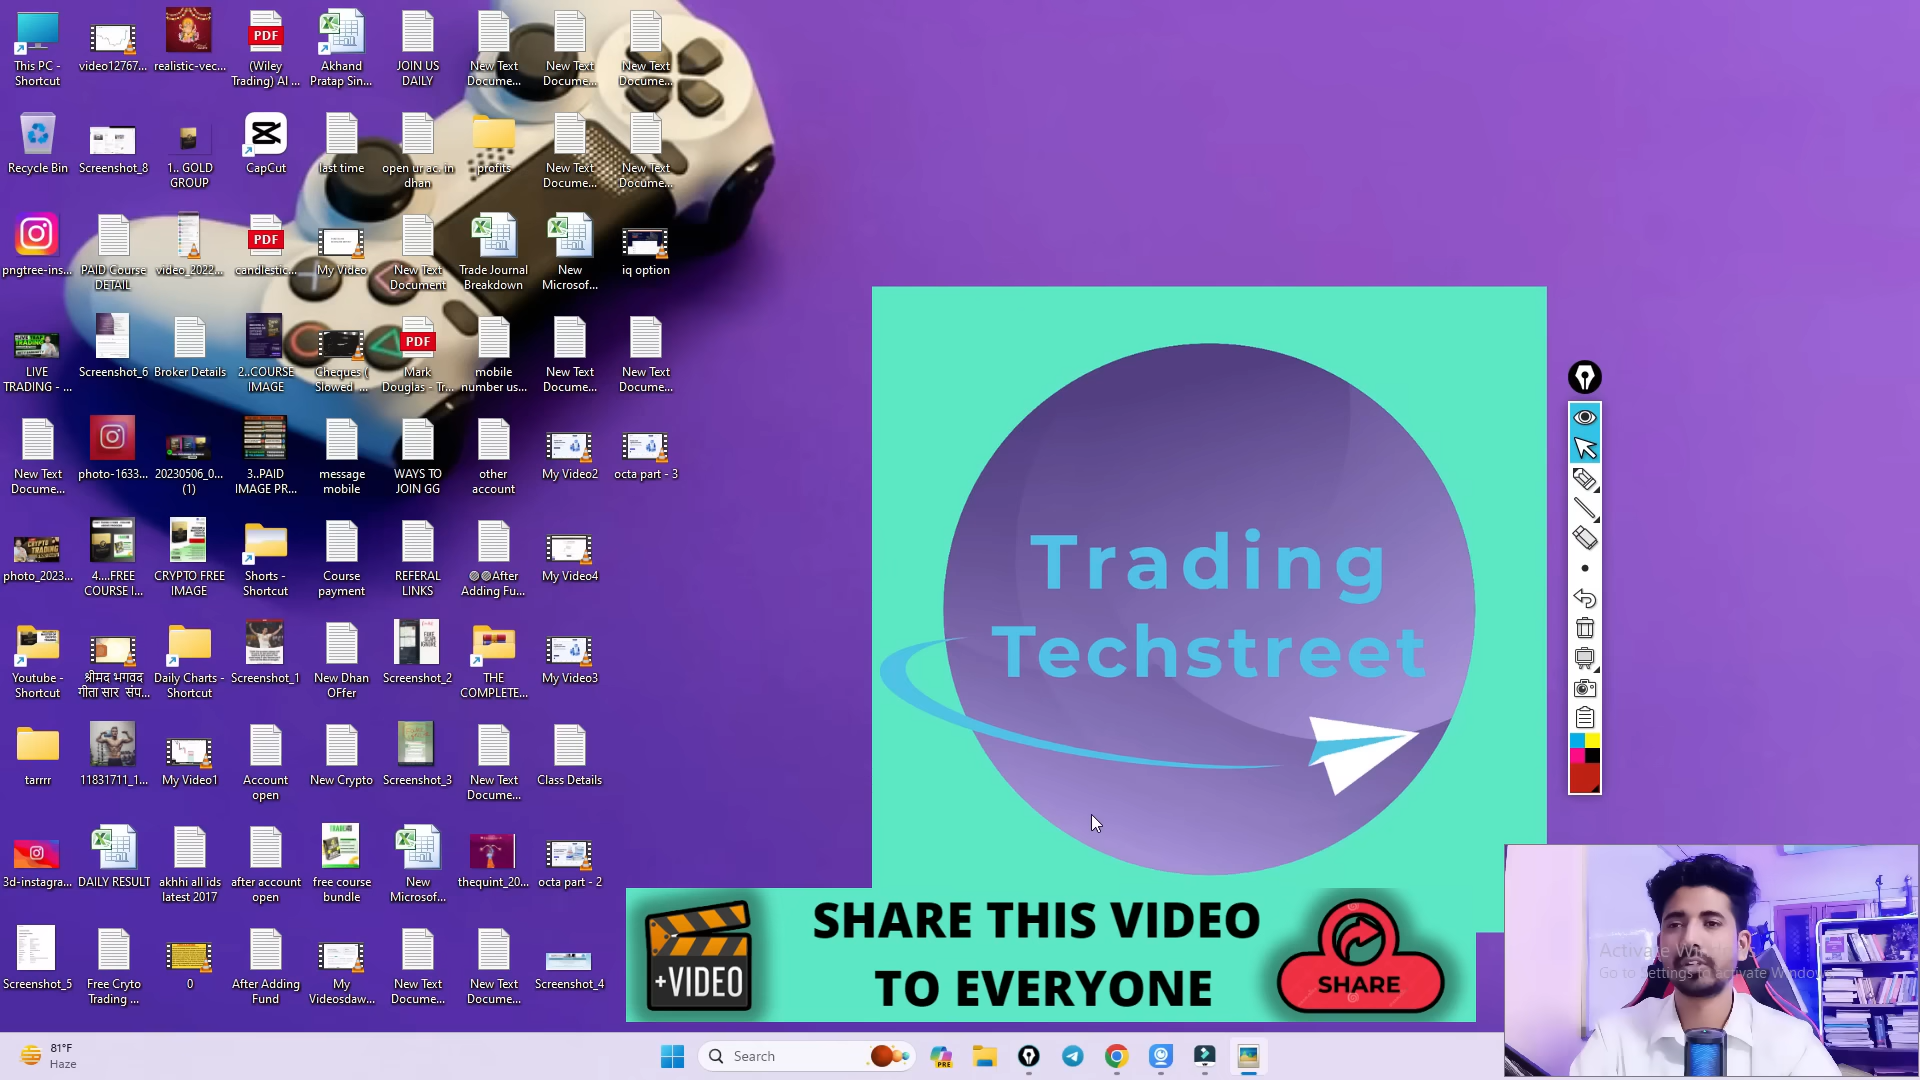 This PC -
Shortcut
video12767...
realistic-vec...
(Wiley
Trading) Al ...
Akhand
Pratap Sin...
JOIN US
DAILY
New Text
Docume...
New Text
Docume...
New Text
Docume...
Recycle Bin
Screenshot_8
1.. GOLD
GROUP
CapCut
last time
open ur ac. in
dhan
profits
New Text
Docume...
New Text
Docume...
pngtree-ins...
PAID Course
DETAIL
video_2022...
candlestic...
My Video
New Text
Document
Trade Journal
Breakdown
New
Microsof...
iq option
LIVE
TRADING - ...
Screenshot_6
Broker Details
2..COURSE
IMAGE
Cheques (
Slowed ...
Mark
Douglas - Tr...
mobile
number us...
New Text
Docume...
New Text
Docume...
New Text
Docume...
photo-1633...
20230506_0...
(1)
3..PAID
IMAGE PR...
message
mobile
WAYS TO
JOIN GG
other
account
My Video2
octa part - 3
photo_2023...
4....FREE
COURSE I...
CRYPTO FREE
IMAGE
Shorts -
Shortcut
Course
payment
REFERAL
LINKS
After
Adding Fu...
My Video4
Youtube -
Shortcut
श्रीमद भगवद
गीता सार संप...
Daily Charts -
Shortcut
Screenshot_1
New Dhan
OFfer
Screenshot_2
THE
COMPLETE...
My Video3
tarrrr
11831711_1...
My Video1
Account
open
New Crypto
Screenshot_3
New Text
Docume...
Class Details
3d-instagra...
DAILY RESULT
akhhi all ids
latest 2017
after account
open
free course
bundle
New
Microsof...
thequint_20...
octa part - 2
Screenshot_5
Free Cryto
Trading ...
0
After Adding
Fund
My
Videosdaw...
New Text
Docume...
New Text
Docume...
Screenshot_4
PDF
PDF
PDF
Trading
Techstreet
+VIDEO
SHARE THIS VIDEO
TO EVERYONE
SHARE
Activate Windows
Go to Settings to activate Windows
81°F
Haze
Search
PRE